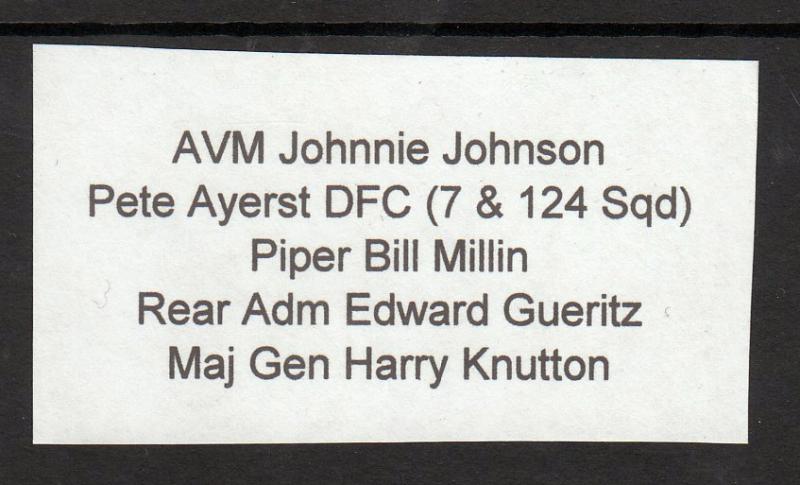 AVM Johnnie Johnson
Pete Ayerst DFC (7 & 124 Sqd)
Piper Bill Millin
Rear Adm Edward Gueritz
Maj Gen Harry Knutton